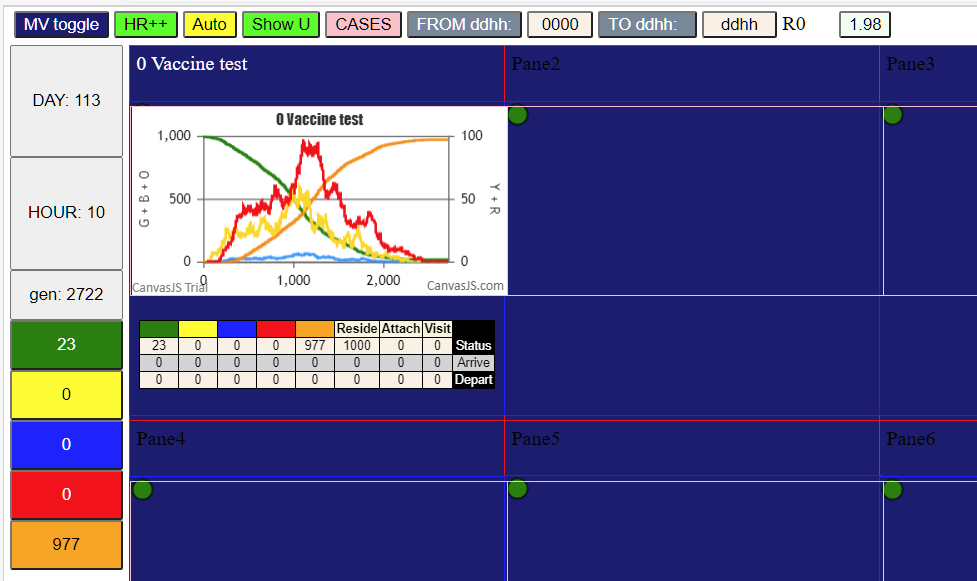 MV toggle HR++ Auto Show U CASES FROM ddhh: 0000 TO ddhh: ddhh R0 1.98
DAY: 113
HOUR: 10
gen: 2722
23
0
0
0
977
0 Vaccine test Pane2 Pane3
0 Vaccine test
1,000 100
500 50
0 0
G + B + O
Y + R
0 1,000 2,000
CanvasJS Trial CanvasJS.com
Reside Attach Visit
23 0 0 0 977 1000 0 0 Status
0 0 0 0 0 0 0 0 Arrive
0 0 0 0 0 0 0 0 Depart
Pane4 Pane5 Pane6